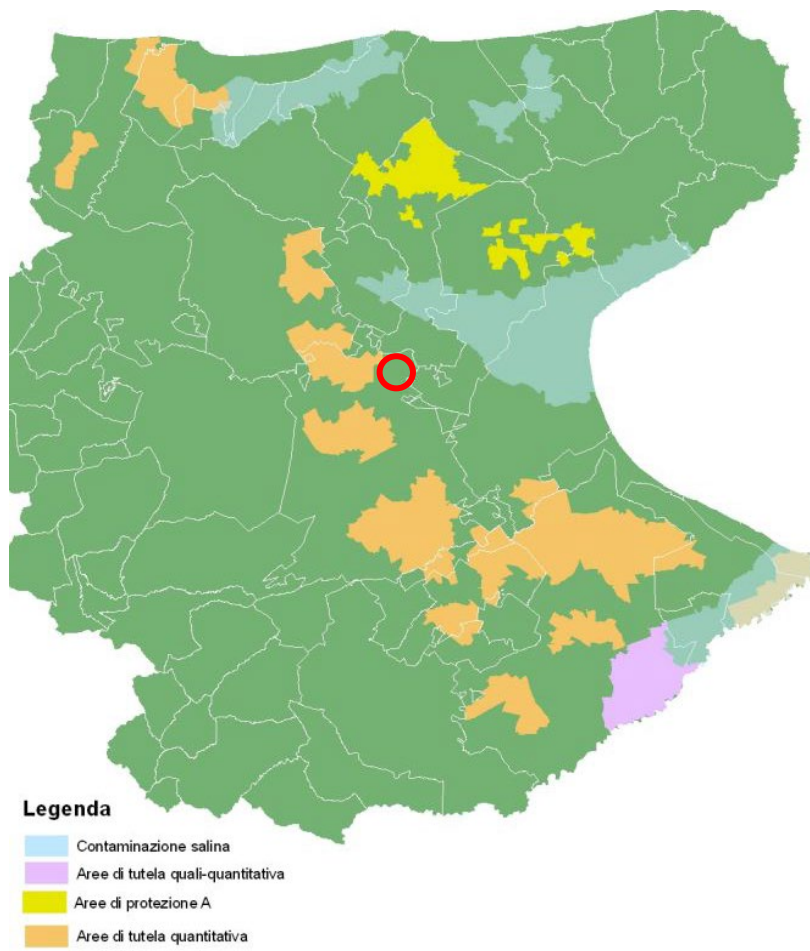 Legenda
Contaminazione salina
Aree di tutela quali-quantitativa
Aree di protezione A
Aree di tutela quantitativa